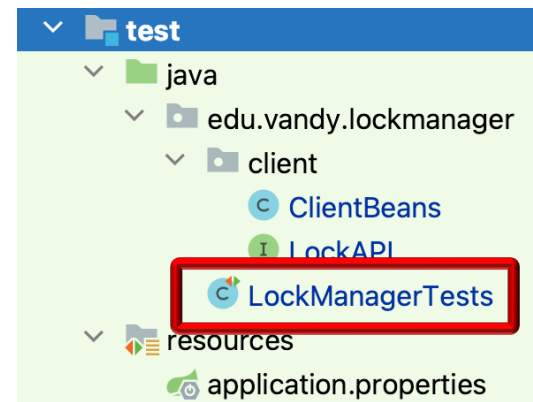 test
java
edu.vandy.lockmanager
client
C ClientBeans
I LockAPI
C LockManagerTests
resources
application.properties